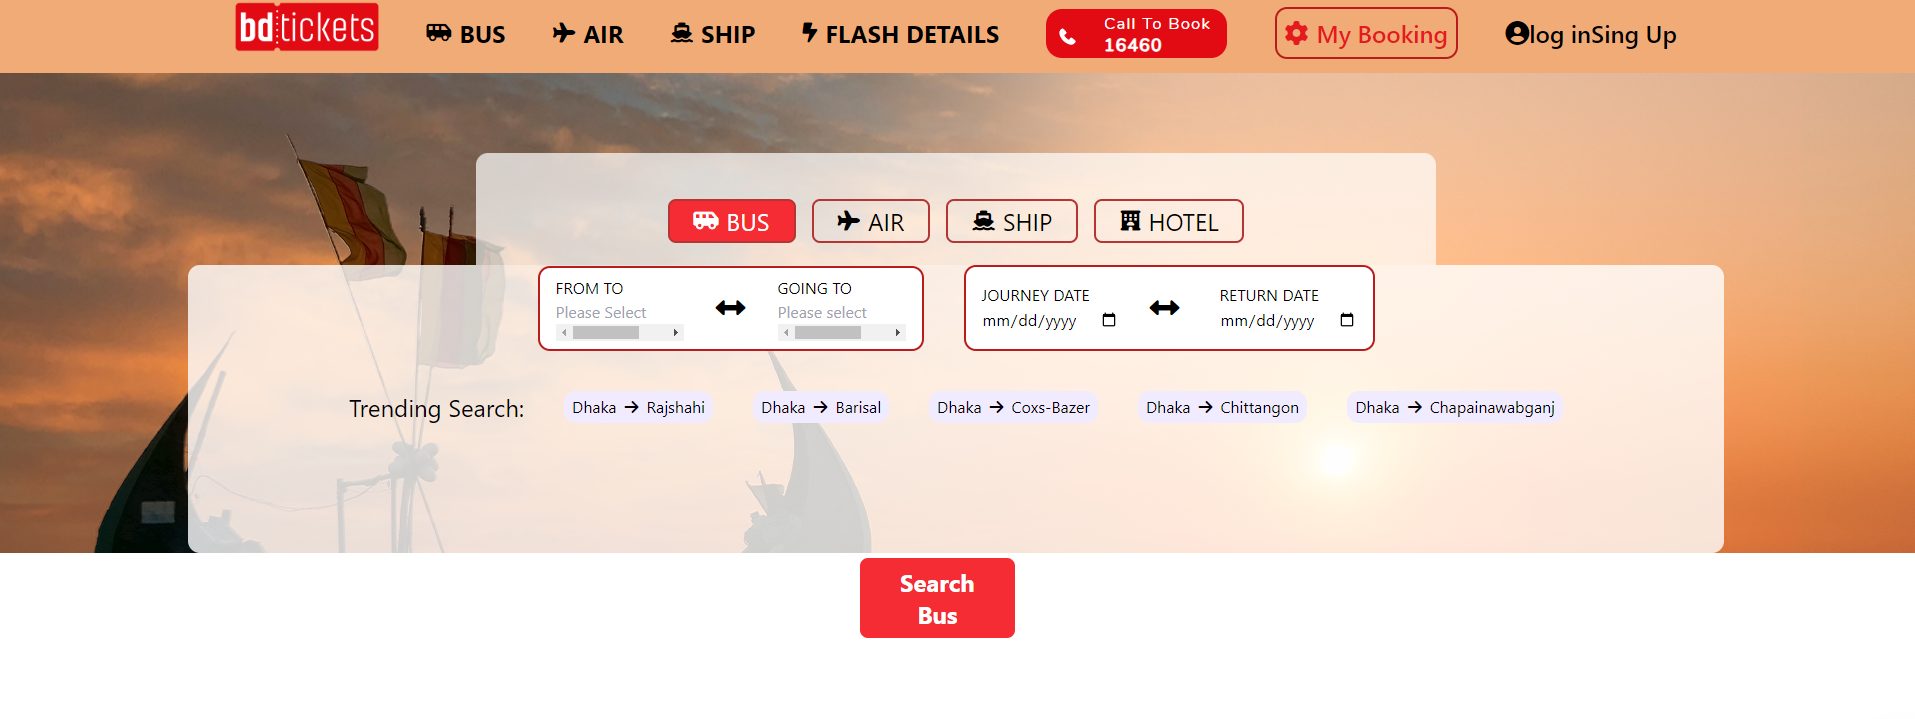 bd tickets
BUS
AIR
SHIP
FLASH DETAILS
Call To Book
16460
My Booking
log inSing Up
BUS
AIR
SHIP
HOTEL
FROM TO
Please Select
GOING TO
Please select
JOURNEY DATE
mm/dd/yyyy
RETURN DATE
mm/dd/yyyy
Trending Search:
Dhaka → Rajshahi
Dhaka → Barisal
Dhaka → Coxs-Bazer
Dhaka → Chittangon
Dhaka → Chapainawabganj
Search
Bus